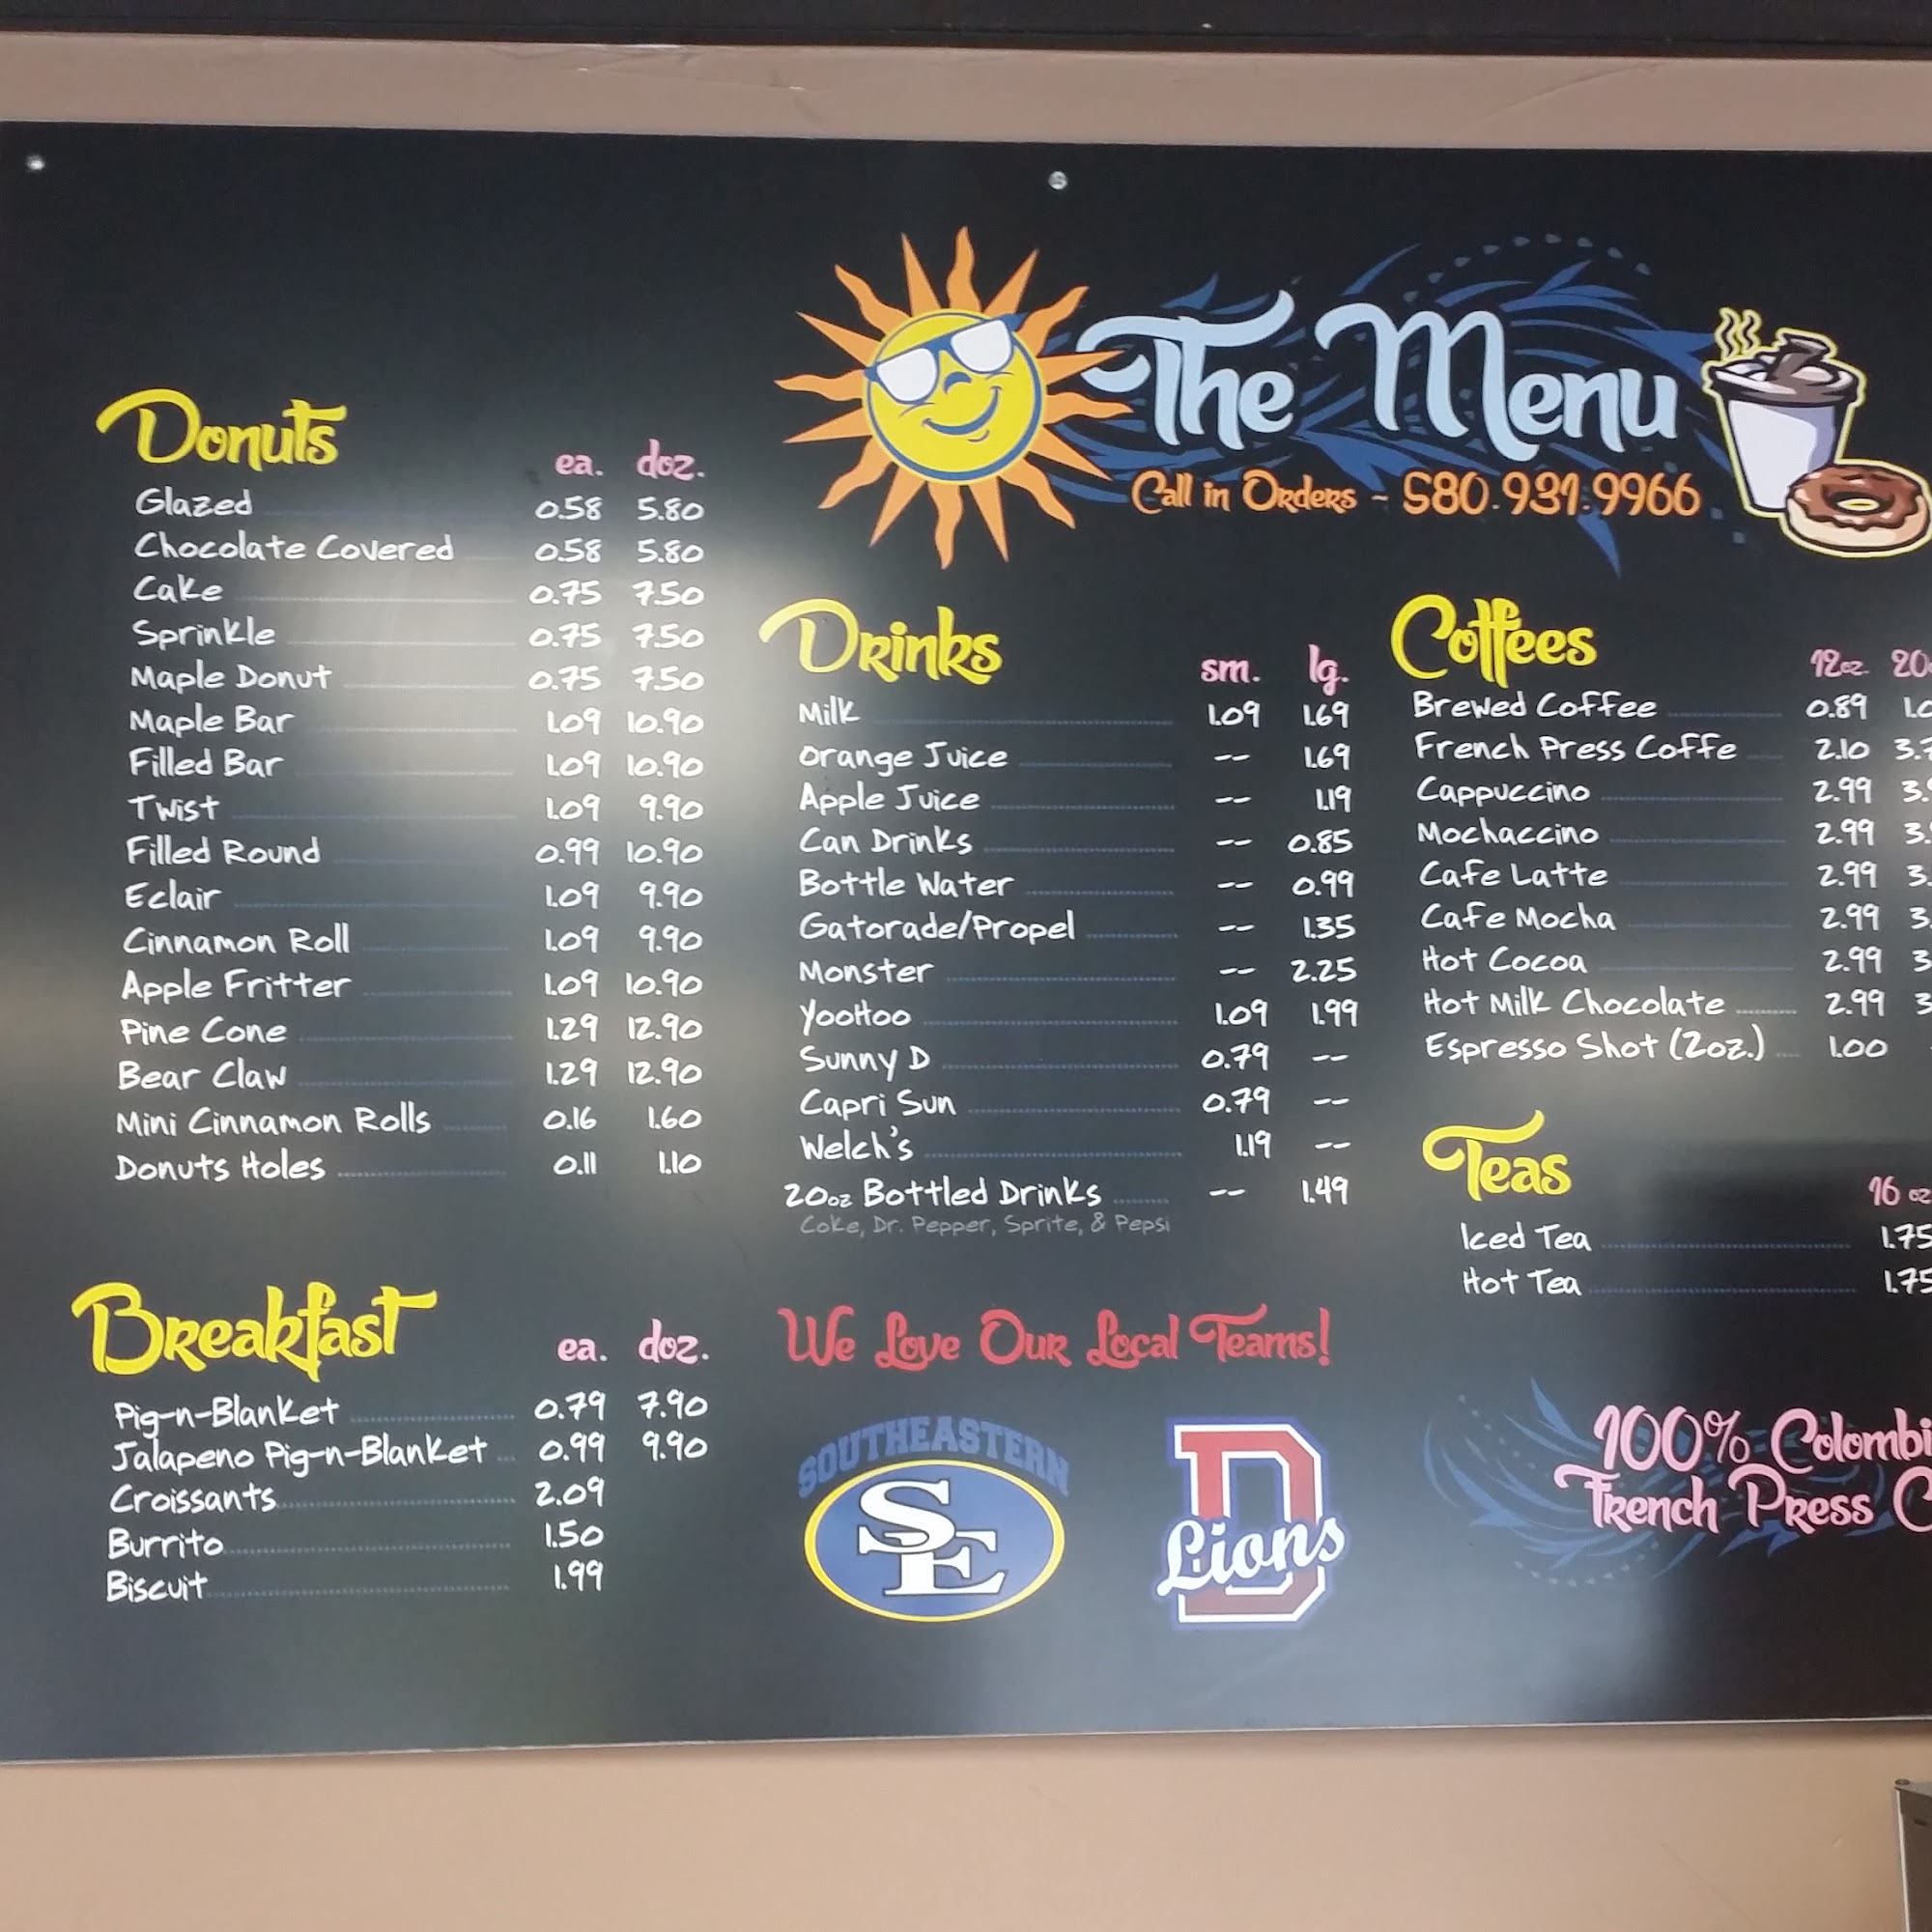 The Menu
Call in Orders - 580.931.9966
Donuts ea. doz.
Glazed 0.58 5.80
Chocolate Covered 0.58 5.80
Cake 0.75 7.50
Sprinkle 0.75 7.50
Maple Donut 0.75 7.50
Maple Bar 1.09 10.90
Filled Bar 1.09 10.90
Twist 1.09 9.90
Filled Round 0.99 10.90
Eclair 1.09 9.90
Cinnamon Roll 1.09 9.90
Apple Fritter 1.09 10.90
Pine Cone 1.29 12.90
Bear Claw 1.29 12.90
Mini Cinnamon Rolls 0.16 1.60
Donuts Holes 0.11 1.10
Breakfast ea. doz.
Pig-n-Blanket 0.79 7.90
Jalapeno Pig-n-Blanket 0.99 9.90
Croissants 2.09
Burrito 1.50
Biscuit 1.99
Drinks sm. lg.
Milk 1.09 1.69
Orange Juice -- 1.69
Apple Juice -- 1.19
Can Drinks -- 0.85
Bottle Water -- 0.99
Gatorade/Propel -- 1.35
Monster -- 2.25
YooHoo 1.09 1.99
Sunny D 0.79 --
Capri Sun 0.79 --
Welch's 1.19 --
20oz Bottled Drinks -- 1.49
Coke, Dr. Pepper, Sprite, & Pepsi
We Love Our Local Teams!
SOUTHEASTERN
SE
D
Lions
Coffees 12oz. 20
Brewed Coffee 0.89
French Press Coffe 2.10
Cappuccino 2.99
Mochaccino 2.99
Cafe Latte 2.99
Cafe Mocha 2.99
Hot Cocoa 2.99
Hot Milk Chocolate 2.99
Espresso Shot (2oz.) 1.00
Teas 16 oz
Iced Tea 1.75
Hot Tea 1.75
100% Colombi
French Press C